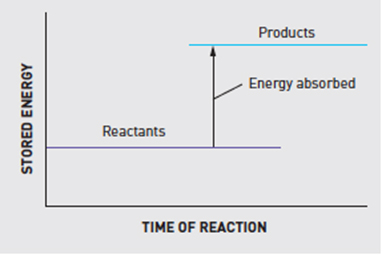 Products
Energy absorbed
Reactants
STORED ENERGY
TIME OF REACTION